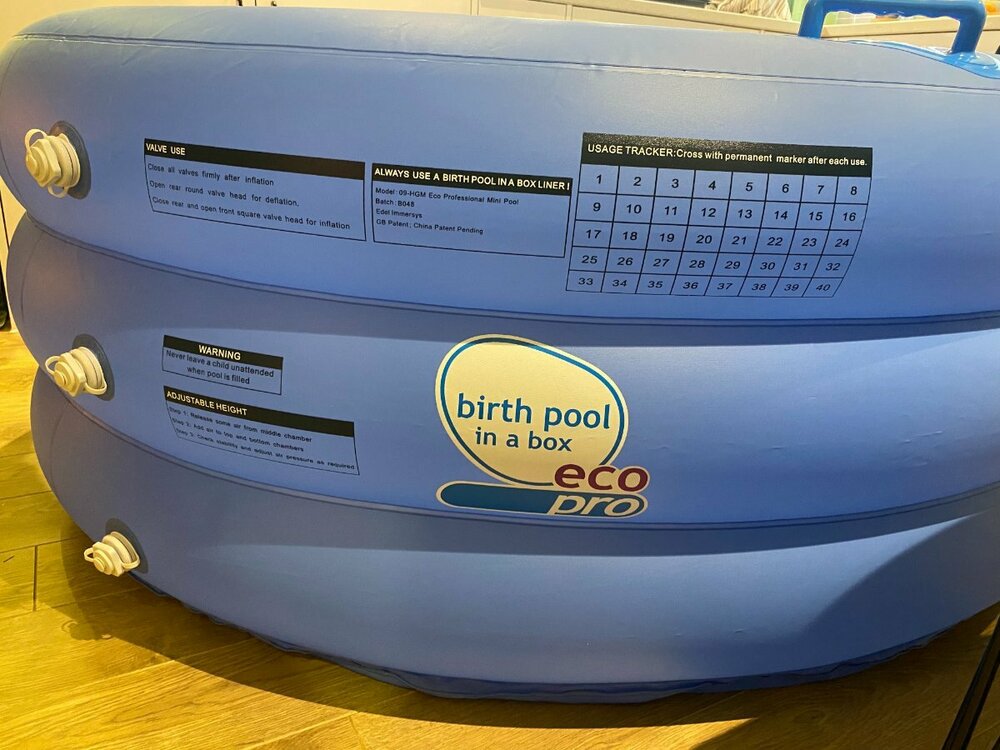 VALVE USE
Close all valves firmly after inflation
Open rear round valve head for deflation.
Close rear and open front square valve head for inflation
ALWAYS USE A BIRTH POOL IN A BOX LINER !
Model: 09-HGM Eco Professional Mini Pool
Batch: B048
Edel Immersys
GB Patent; China Patent Pending
USAGE TRACKER:Cross with permanent marker after each use.
1 2 3 4 5 6 7 8
9 10 11 12 13 14 15 16
17 18 19 20 21 22 23 24
25 26 27 28 29 30 31 32
33 34 35 36 37 38 39 40
WARNING
Never leave a child unattended
when pool is filled
ADJUSTABLE HEIGHT
Step 1: Release some air from middle chamber
Step 2: Add air to top and bottom chambers
Step 3: Check stability and adjust air pressure as required
birth pool
in a box
eco
pro